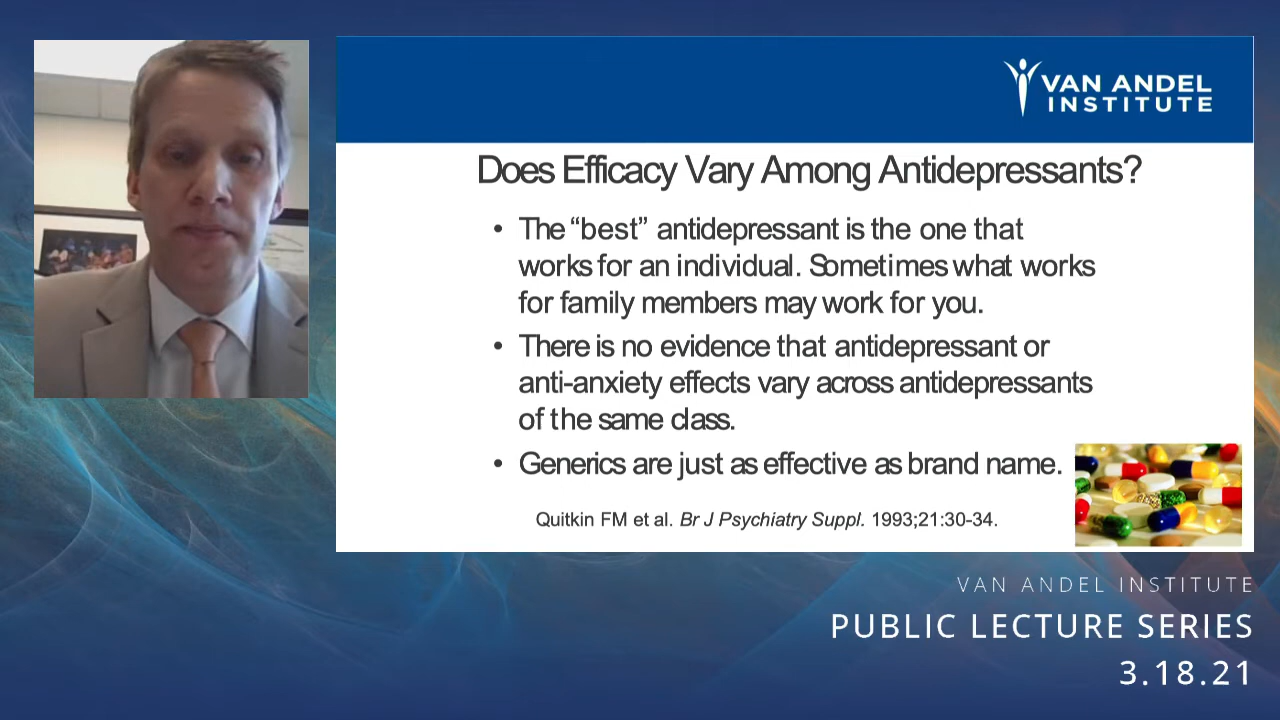 VAN ANDEL
INSTITUTE
Does Efficacy Vary Among Antidepressants?
• The “best” antidepressant is the one that
works for an individual. Sometimes what works
for family members may work for you.
• There is no evidence that antidepressant or
anti-anxiety effects vary across antidepressants
of the same class.
• Generics are just as effective as brand name.
Quitkin FM et al. Br J Psychiatry Suppl. 1993;21:30-34.
VAN ANDEL INSTITUTE
PUBLIC LECTURE SERIES
3.18.21